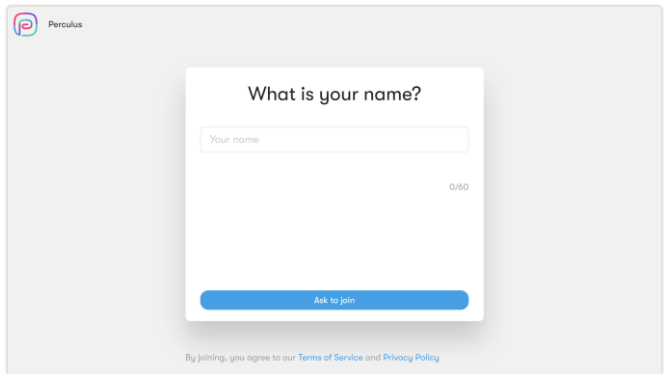 Perculus
What is your name?
Your name
0/60
Ask to join
By joining, you agree to our Terms of Service and Privacy Policy